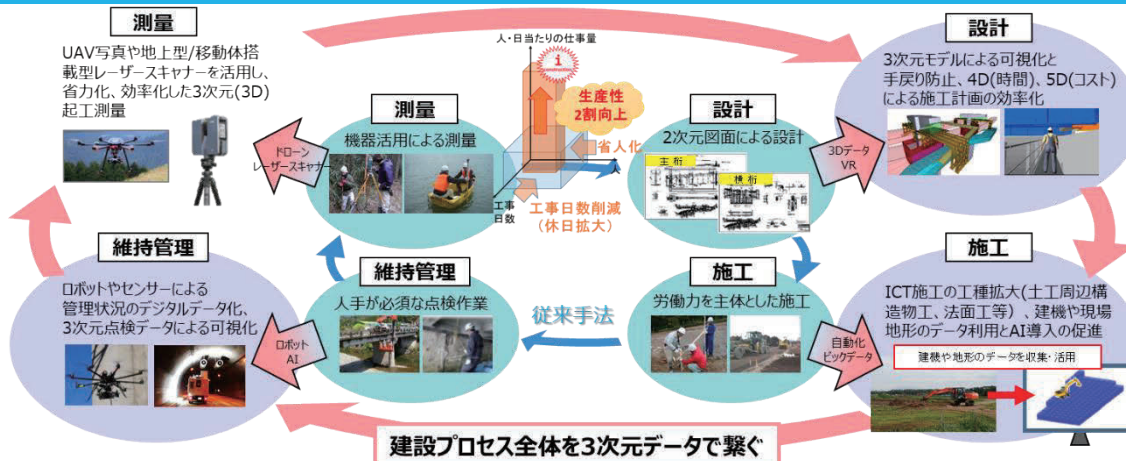 測量
UAV写真や地上型/移動体搭
載型レーザースキャナーを活用し、
省力化、効率化した3次元(3D)
起工測量
人・日当たりの仕事量
i
construction
生産性
2割向上
省人化
工事
日数
工事日数削減
(休日拡大)
設計
3次元モデルによる可視化と
手戻り防止、4D(時間)、5D(コスト)
による施工計画の効率化
測量
機器活用による測量
ドローン
レーザースキャナー
設計
2次元図面による設計
主桁
横桁
3Dデータ
VR
維持管理
ロボットやセンサーによる
管理状況のデジタルデータ化、
3次元点検データによる可視化
ロボット
AI
維持管理
人手が必須な点検作業
従来手法
施工
労働力を主体とした施工
自動化
ビックデータ
施工
ICT施工の工種拡大(土工周辺構
造物工、法面工等)、建機や現場
地形のデータ利用とAI導入の促進
建機や地形のデータを収集・活用
建設プロセス全体を3次元データで繋ぐ